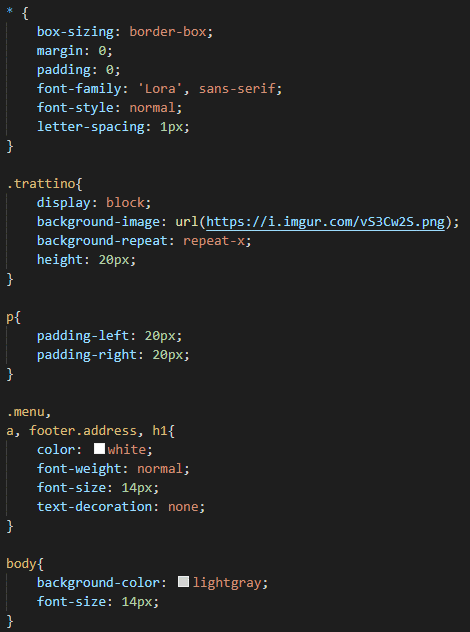 * {
    box-sizing: border-box;
    margin: 0;
    padding: 0;
    font-family: 'Lora', sans-serif;
    font-style: normal;
    letter-spacing: 1px;
}

.trattino{
    display: block;
    background-image: url(https://i.imgur.com/vS3Cw2S.png);
    background-repeat: repeat-x;
    height: 20px;
}

p{
    padding-left: 20px;
    padding-right: 20px;
}

.menu,
a, footer.address, h1{
    color: white;
    font-weight: normal;
    font-size: 14px;
    text-decoration: none;
}

body{
    background-color: lightgray;
    font-size: 14px;
}